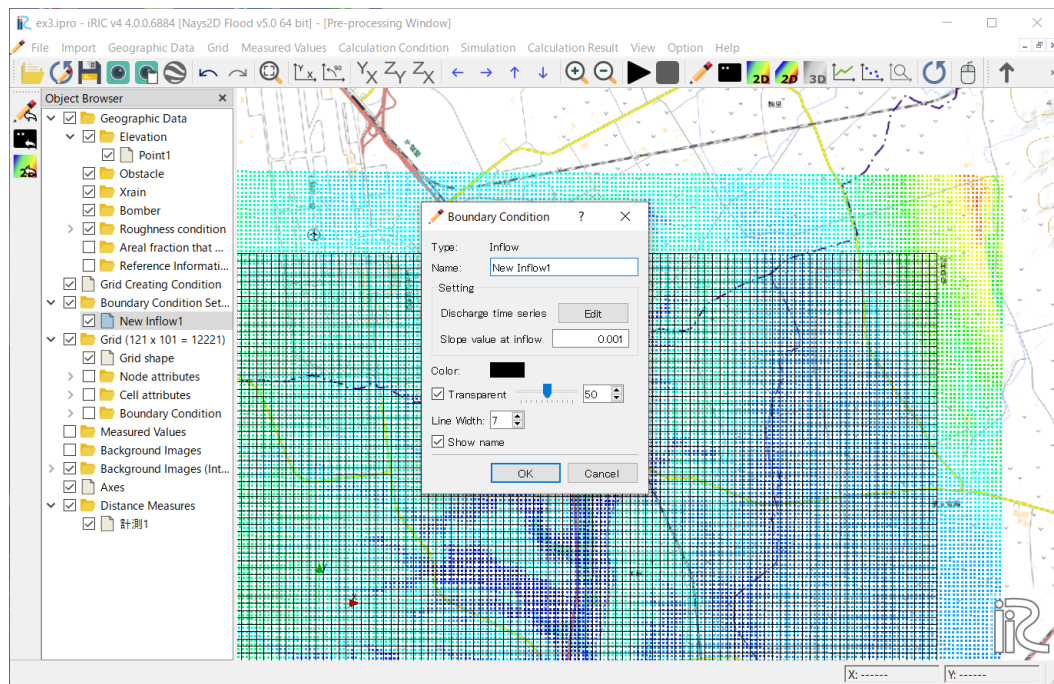 ex3.ipro - iRIC v4 4.0.0.6884 [Nays2D Flood v5.0 64 bit] - [Pre-processing Window]
File Import Geographic Data Grid Measured Values Calculation Condition Simulation Calculation Result View Option Help
2D 2D 3D
Object Browser
Geographic Data
Elevation
Point1
Obstacle
Xrain
Bomber
Roughness condition
Areal fraction that ...
Reference Informati...
Grid Creating Condition
Boundary Condition Set...
New Inflow1
Grid (121 x 101 = 12221)
Grid shape
Node attributes
Cell attributes
Boundary Condition
Measured Values
Background Images
Background Images (Int...
Axes
Distance Measures
計測1
Boundary Condition
Type: Inflow
Name: New Inflow1
Setting
Discharge time series Edit
Slope value at inflow 0.001
Color:
Transparent 50
Line Width: 7
Show name
OK Cancel
iRIC
X: ------ Y: ------